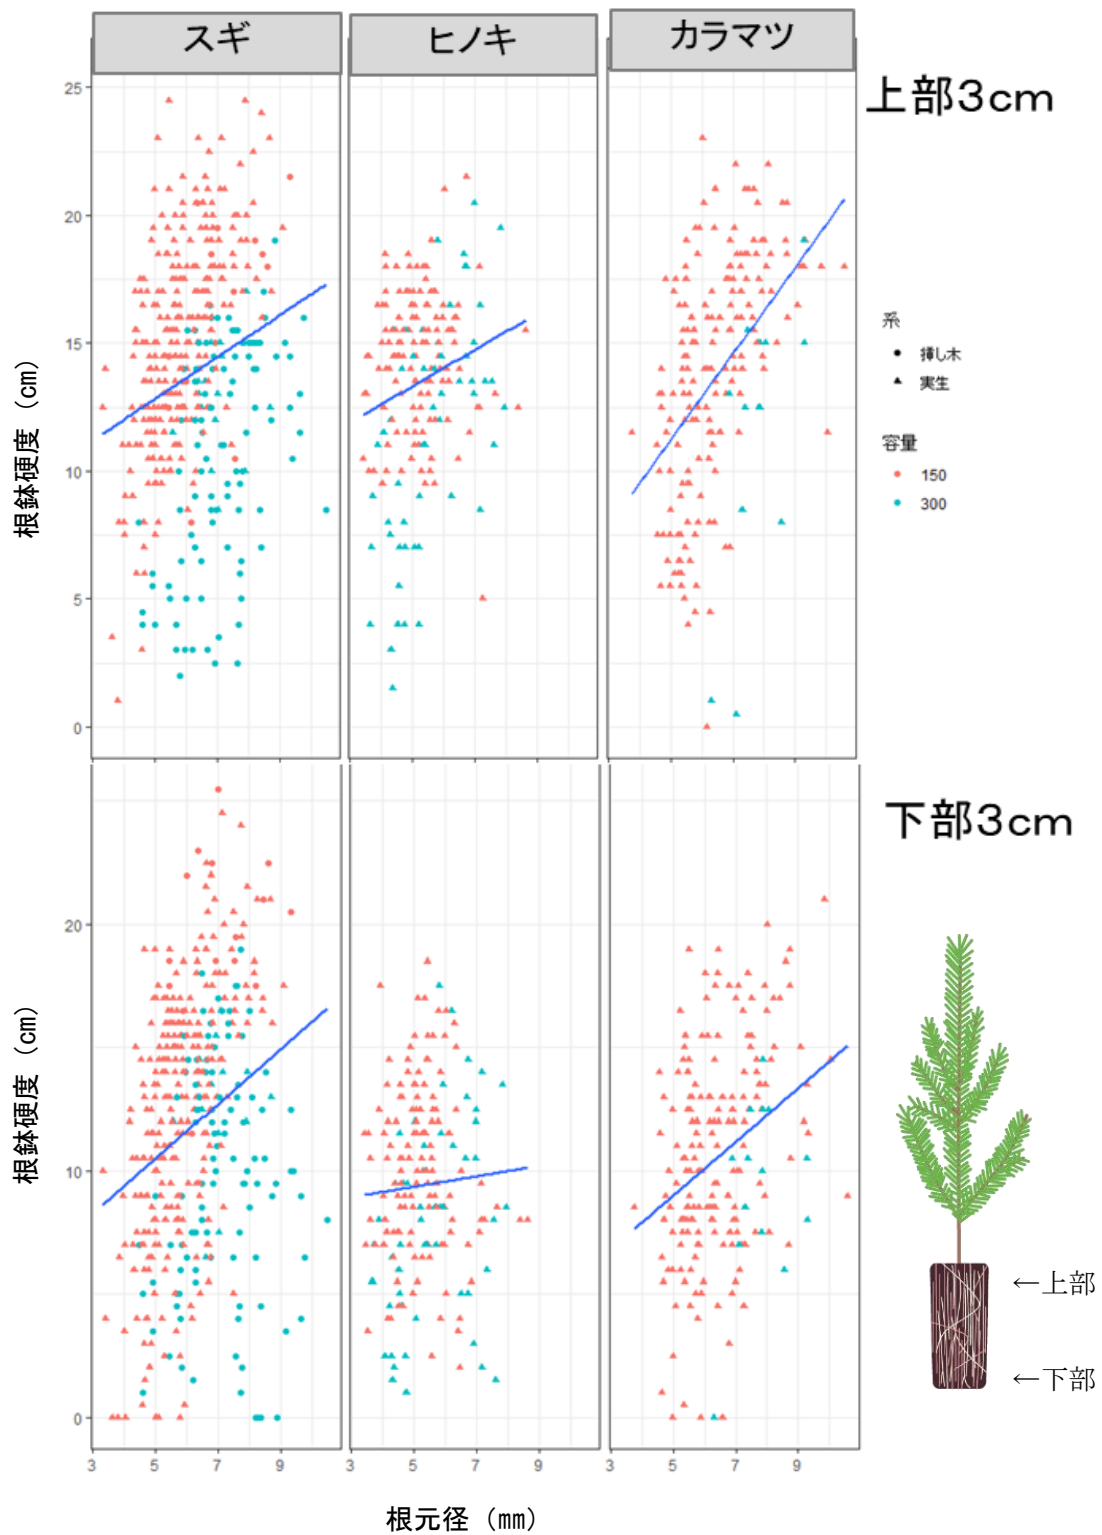 スギ
ヒノキ
カラマツ
上部3cm
25
20
15
10
5
0
根鉢硬度（cm）
系
挿し木
実生
容量
150
300
下部3cm
20
10
0
根鉢硬度（cm）
←上部
←下部
3 5 7 9 3 5 7 9 3 5 7 9
根元径（mm）